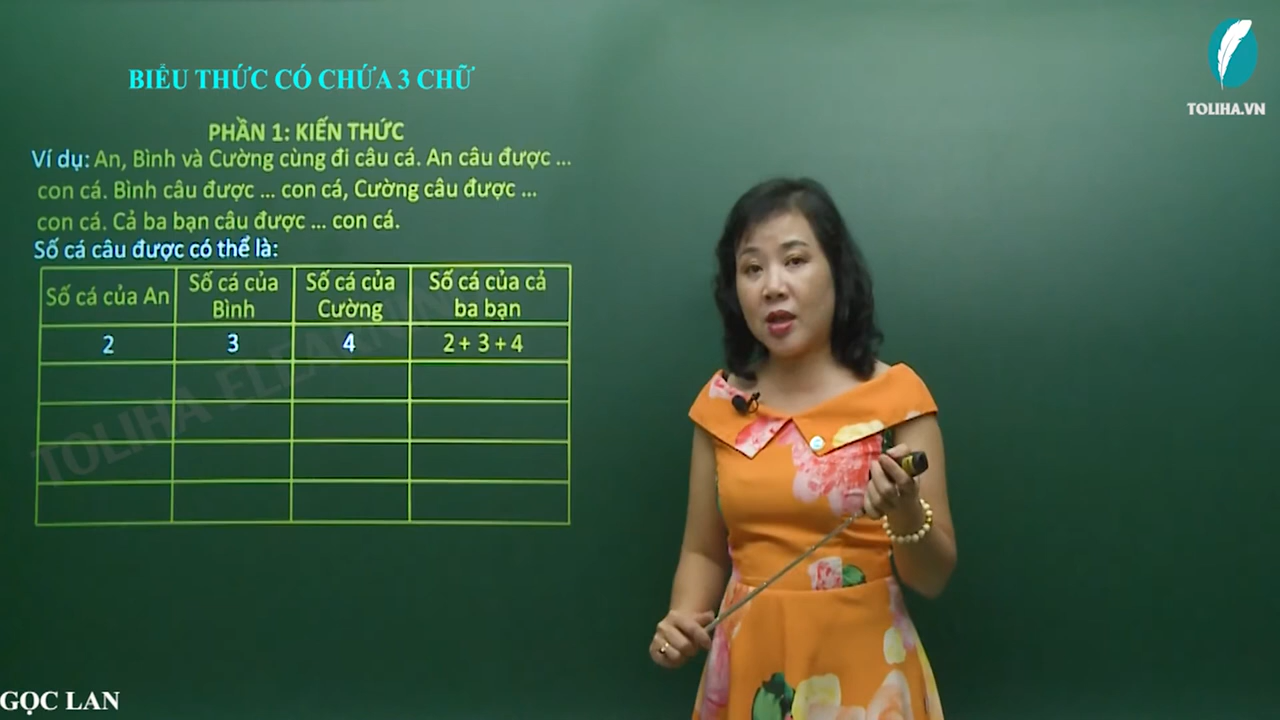 TOLIHA.VN
BIỂU THỨC CÓ CHỨA 3 CHỮ
PHẦN 1: KIẾN THỨC
Ví dụ: An, Bình và Cường cùng đi câu cá. An câu được ...
con cá. Bình câu được ... con cá, Cường câu được ...
con cá. Cả ba bạn câu được ... con cá.
Số cá câu được có thể là:
Số cá của An
Số cá của
Bình
Số cá của
Cường
Số cá của cả
ba bạn
2
3
4
2 + 3 + 4
GỌC LAN